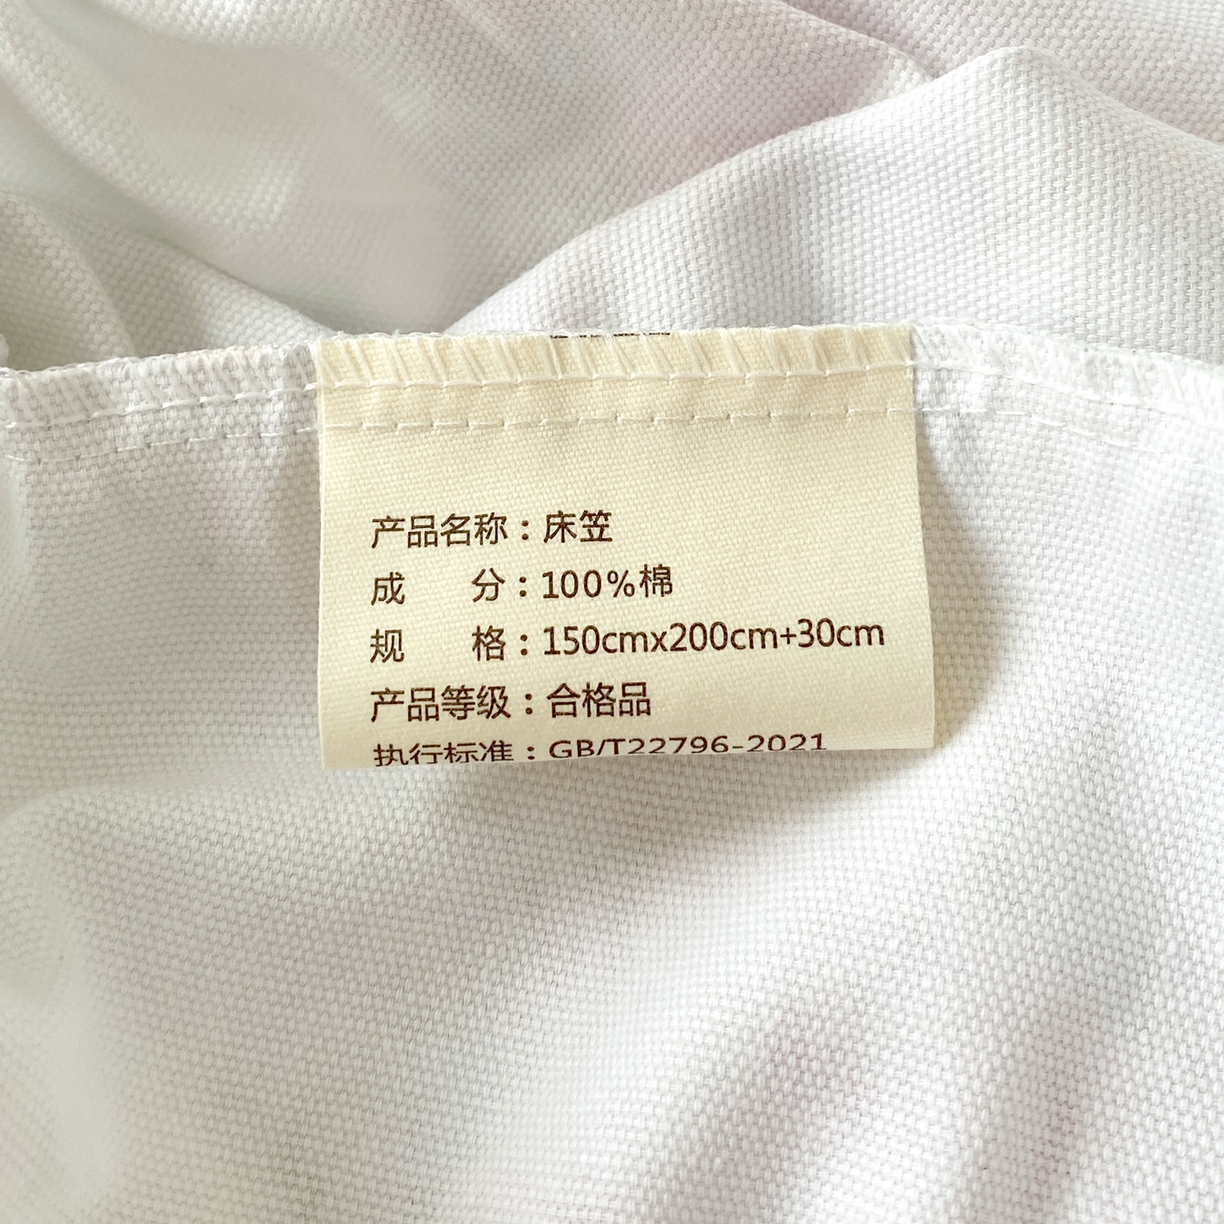 产品名称：床笠
成 分：100%棉
规 格：150cmx200cm+30cm
产品等级：合格品
执行标准：GB/T22796-2021